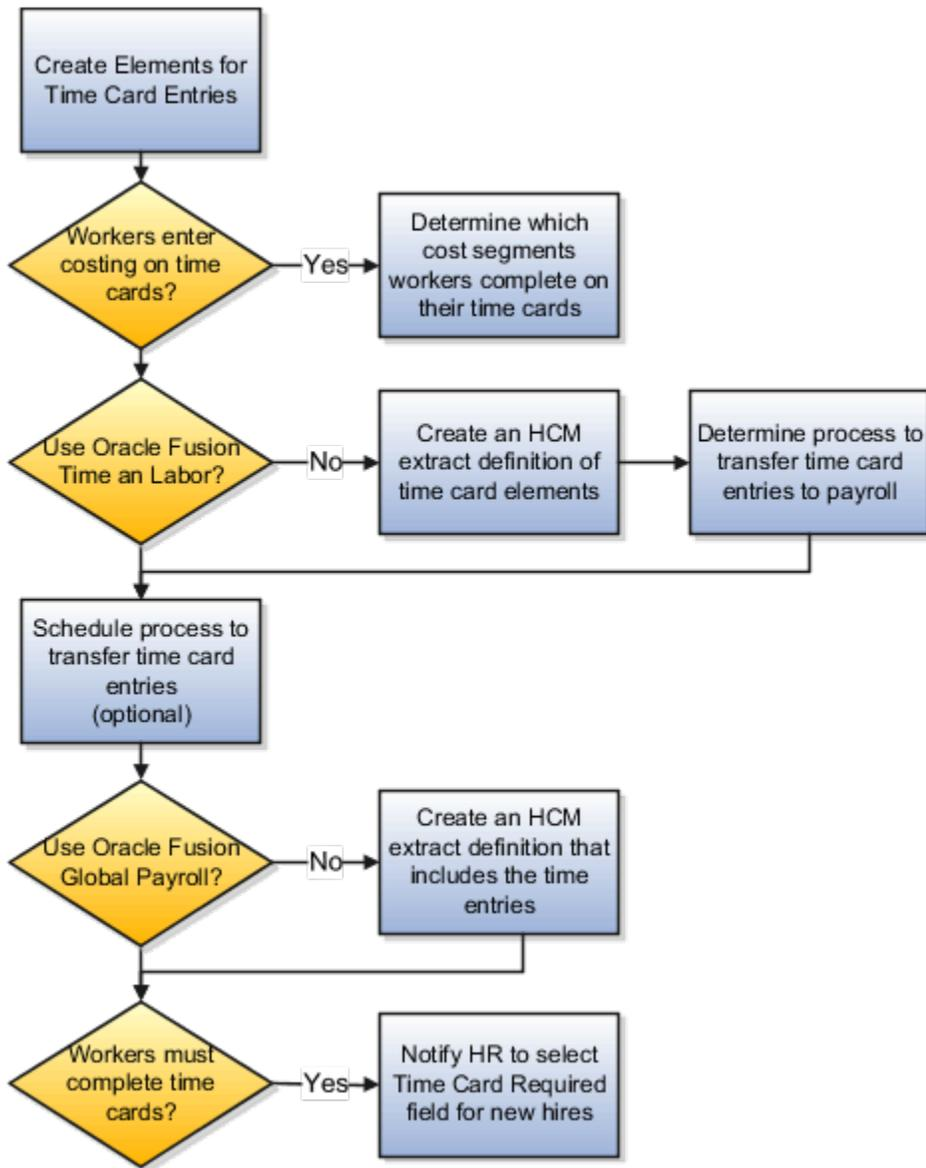 Create Elements for
Time Card Entries
Workers enter
costing on time
cards?
Yes
Determine which
cost segments
workers complete on
their time cards
Use Oracle Fusion
Time an Labor?
No
Create an HCM
extract definition of
time card elements
Determine process to
transfer time card
entries to payroll
Schedule process to
transfer time card
entries
(optional)
Use Oracle Fusion
Global Payroll?
No
Create an HCM
extract definition that
includes the time
entries
Workers must
complete time
cards?
Yes
Notify HR to select
Time Card Required
field for new hires